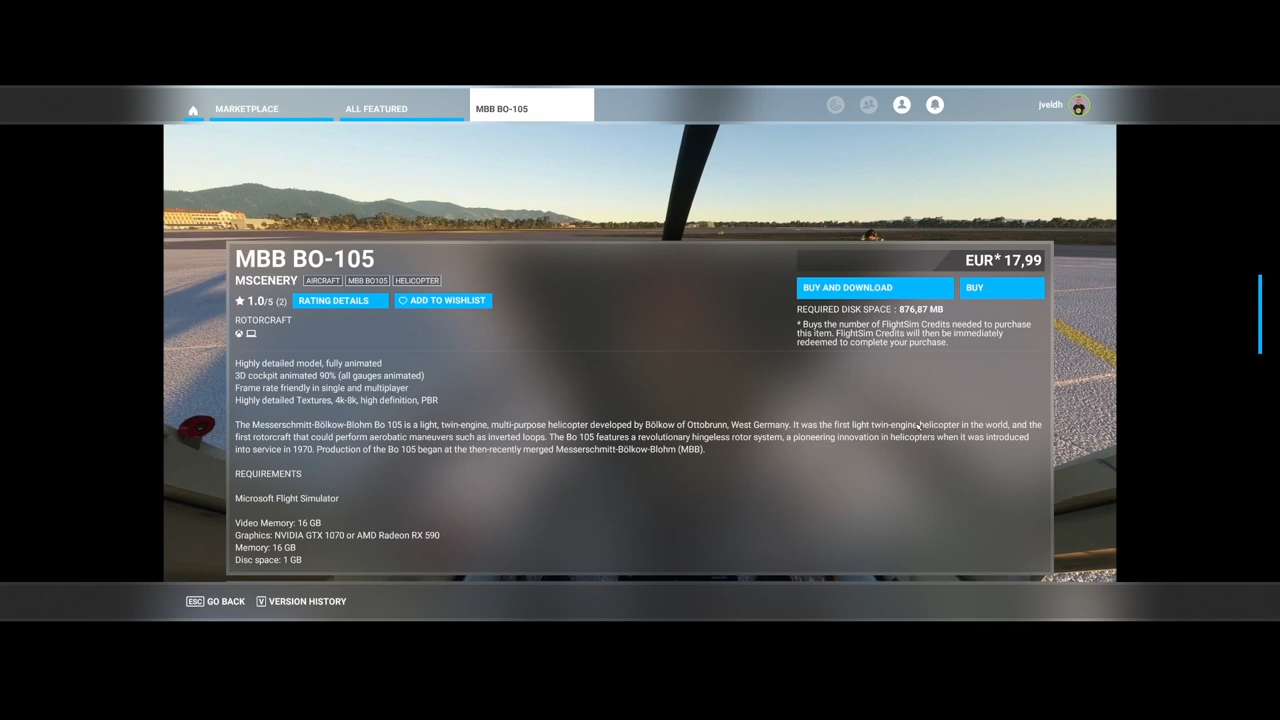 MARKETPLACE
ALL FEATURED
MBB BO-105
jveldh
MBB BO-105
EUR* 17,99
MSCENERY AIRCRAFT MBB BO105 HELICOPTER
BUY AND DOWNLOAD
BUY
1.0/5 (2) RATING DETAILS ADD TO WISHLIST
REQUIRED DISK SPACE : 876,87 MB
ROTORCRAFT
* Buys the number of FlightSim Credits needed to purchase
this item. FlightSim Credits will then be immediately
redeemed to complete your purchase.
Highly detailed model, fully animated
3D cockpit animated 90% (all gauges animated)
Frame rate friendly in single and multiplayer
Highly detailed Textures, 4k-8k, high definition, PBR
The Messerschmitt-Bölkow-Blohm Bo 105 is a light, twin-engine, multi-purpose helicopter developed by Bölkow of Ottobrunn, West Germany. It was the first light twin-engine helicopter in the world, and the
first rotorcraft that could perform aerobatic maneuvers such as inverted loops. The Bo 105 features a revolutionary hingeless rotor system, a pioneering innovation in helicopters when it was introduced
into service in 1970. Production of the Bo 105 began at the then-recently merged Messerschmitt-Bölkow-Blohm (MBB).
REQUIREMENTS
Microsoft Flight Simulator
Video Memory: 16 GB
Graphics: NVIDIA GTX 1070 or AMD Radeon RX 590
Memory: 16 GB
Disc space: 1 GB
ESC GO BACK
V VERSION HISTORY